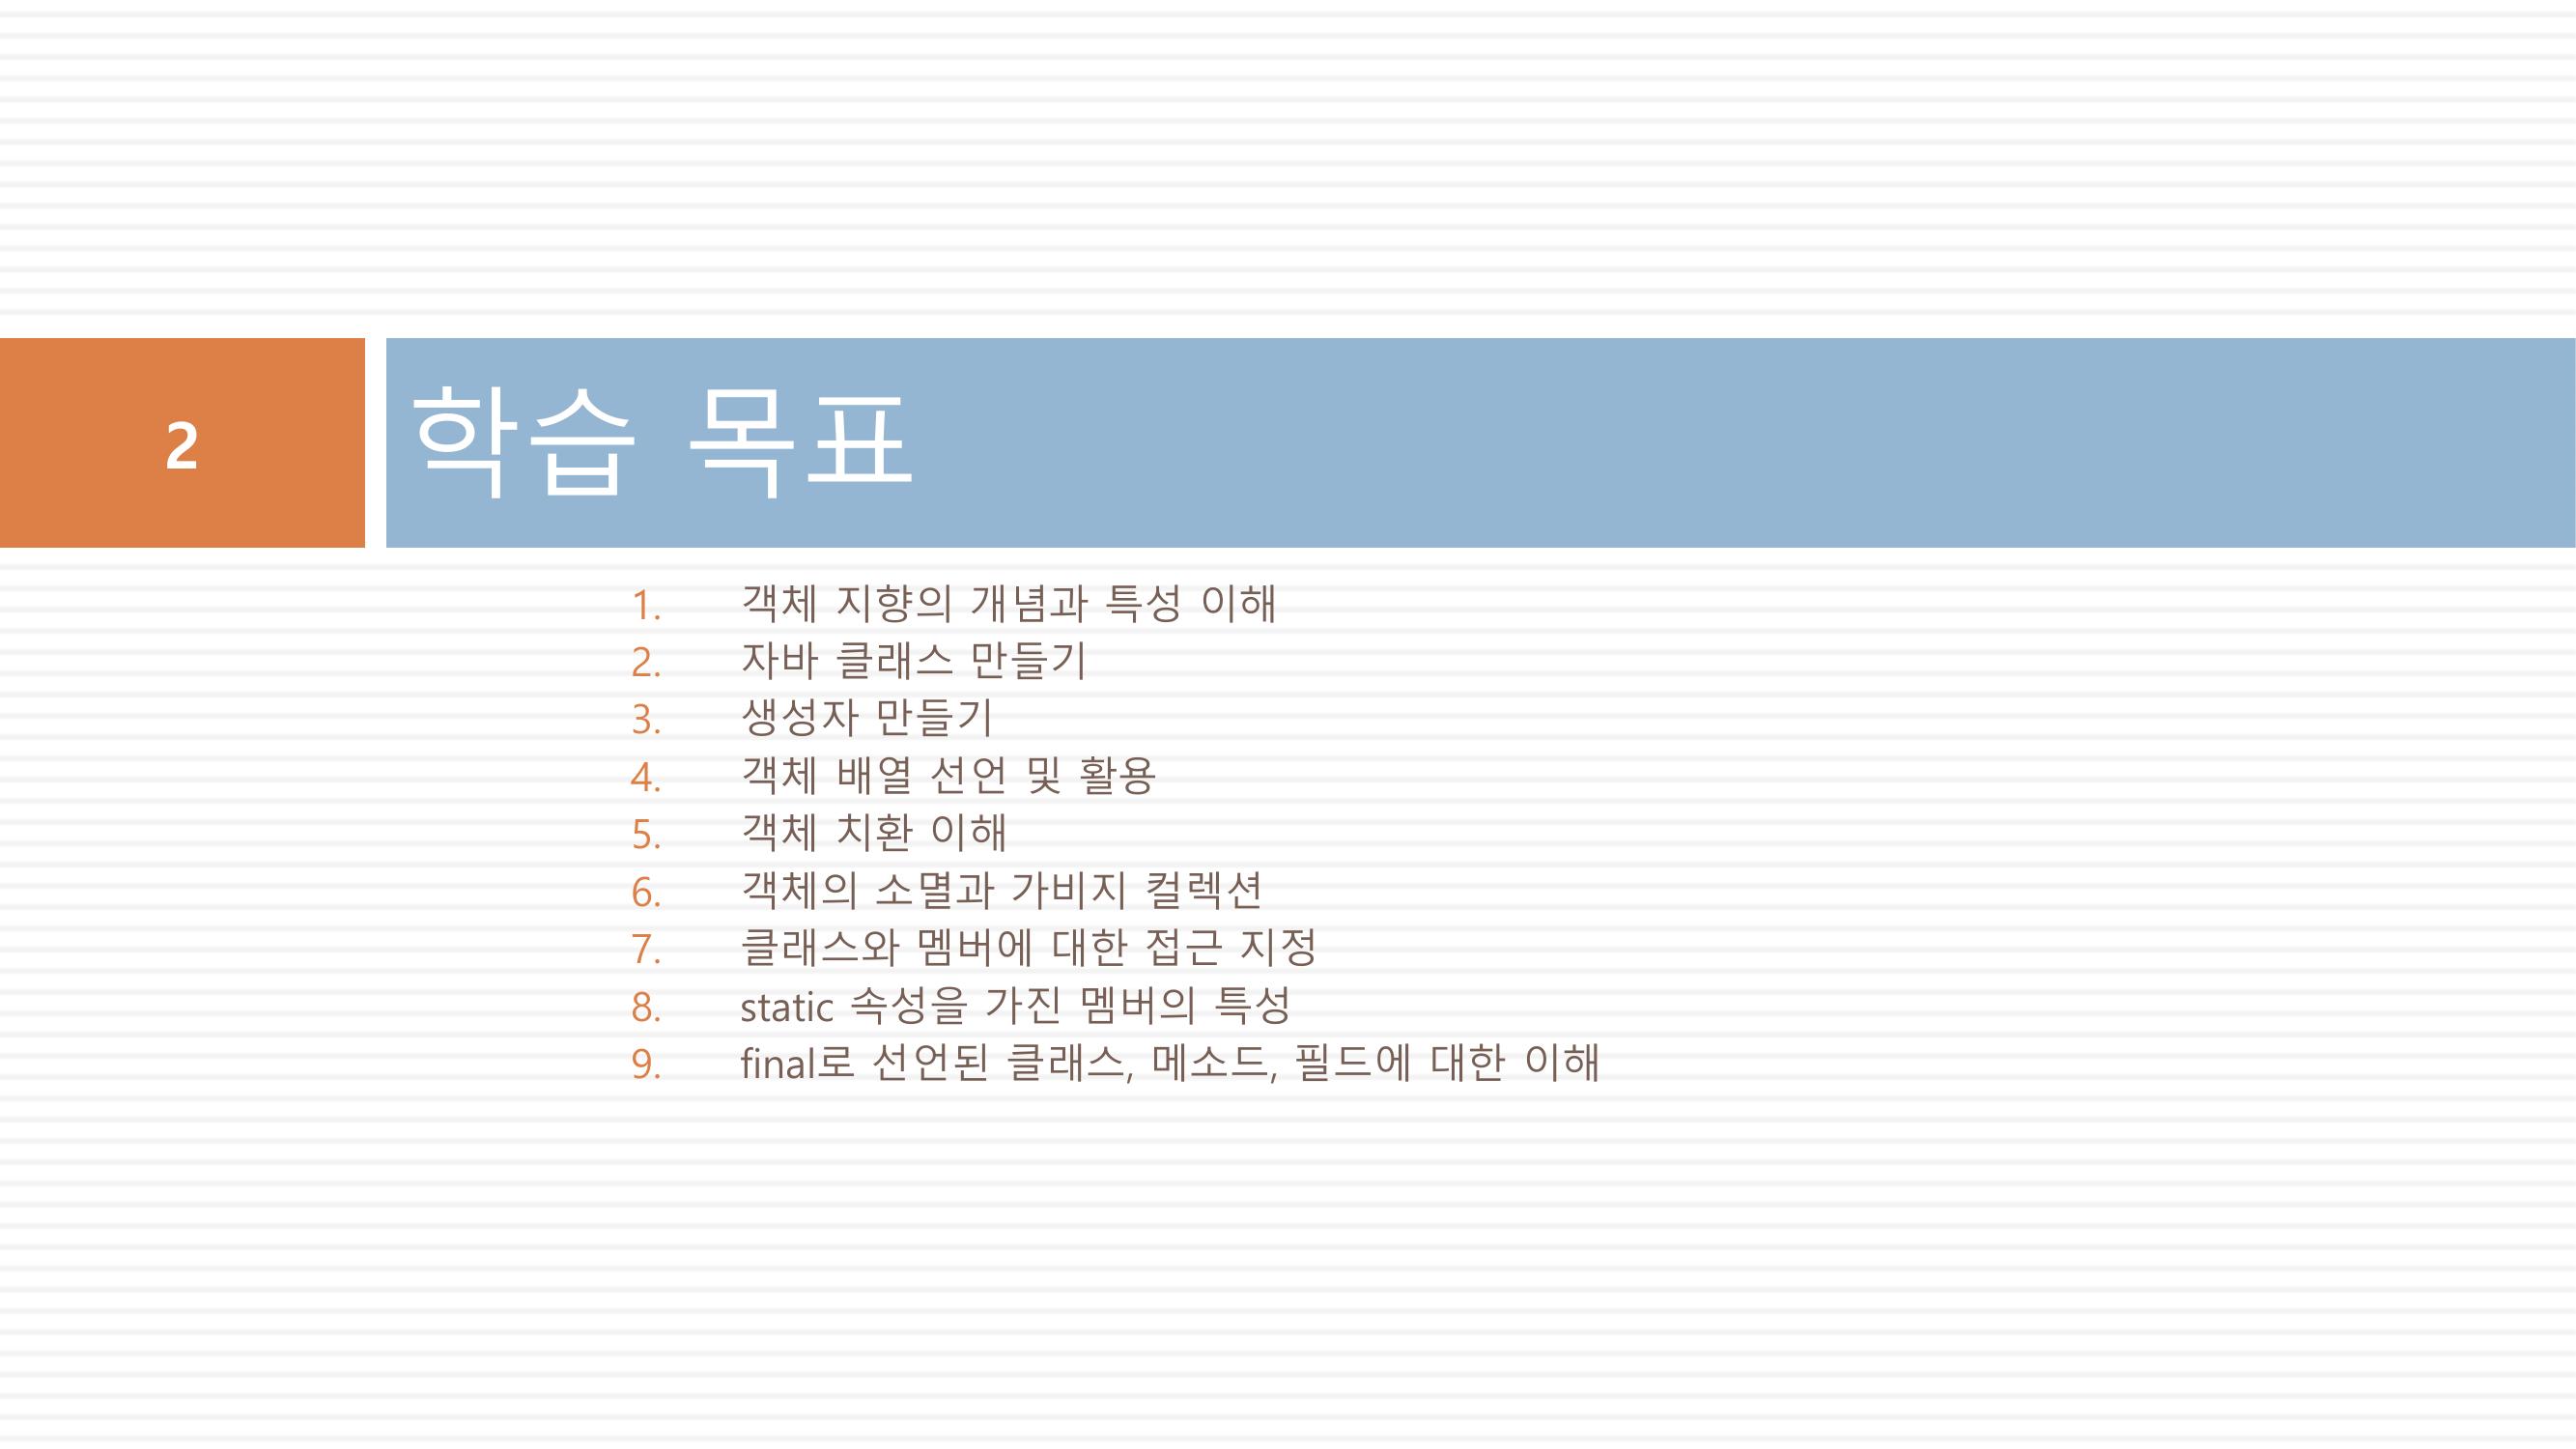 2
학습 목표
1. 객체 지향의 개념과 특성 이해
2. 자바 클래스 만들기
3. 생성자 만들기
4. 객체 배열 선언 및 활용
5. 객체 치환 이해
6. 객체의 소멸과 가비지 컬렉션
7. 클래스와 멤버에 대한 접근 지정
8. static 속성을 가진 멤버의 특성
9. final로 선언된 클래스, 메소드, 필드에 대한 이해